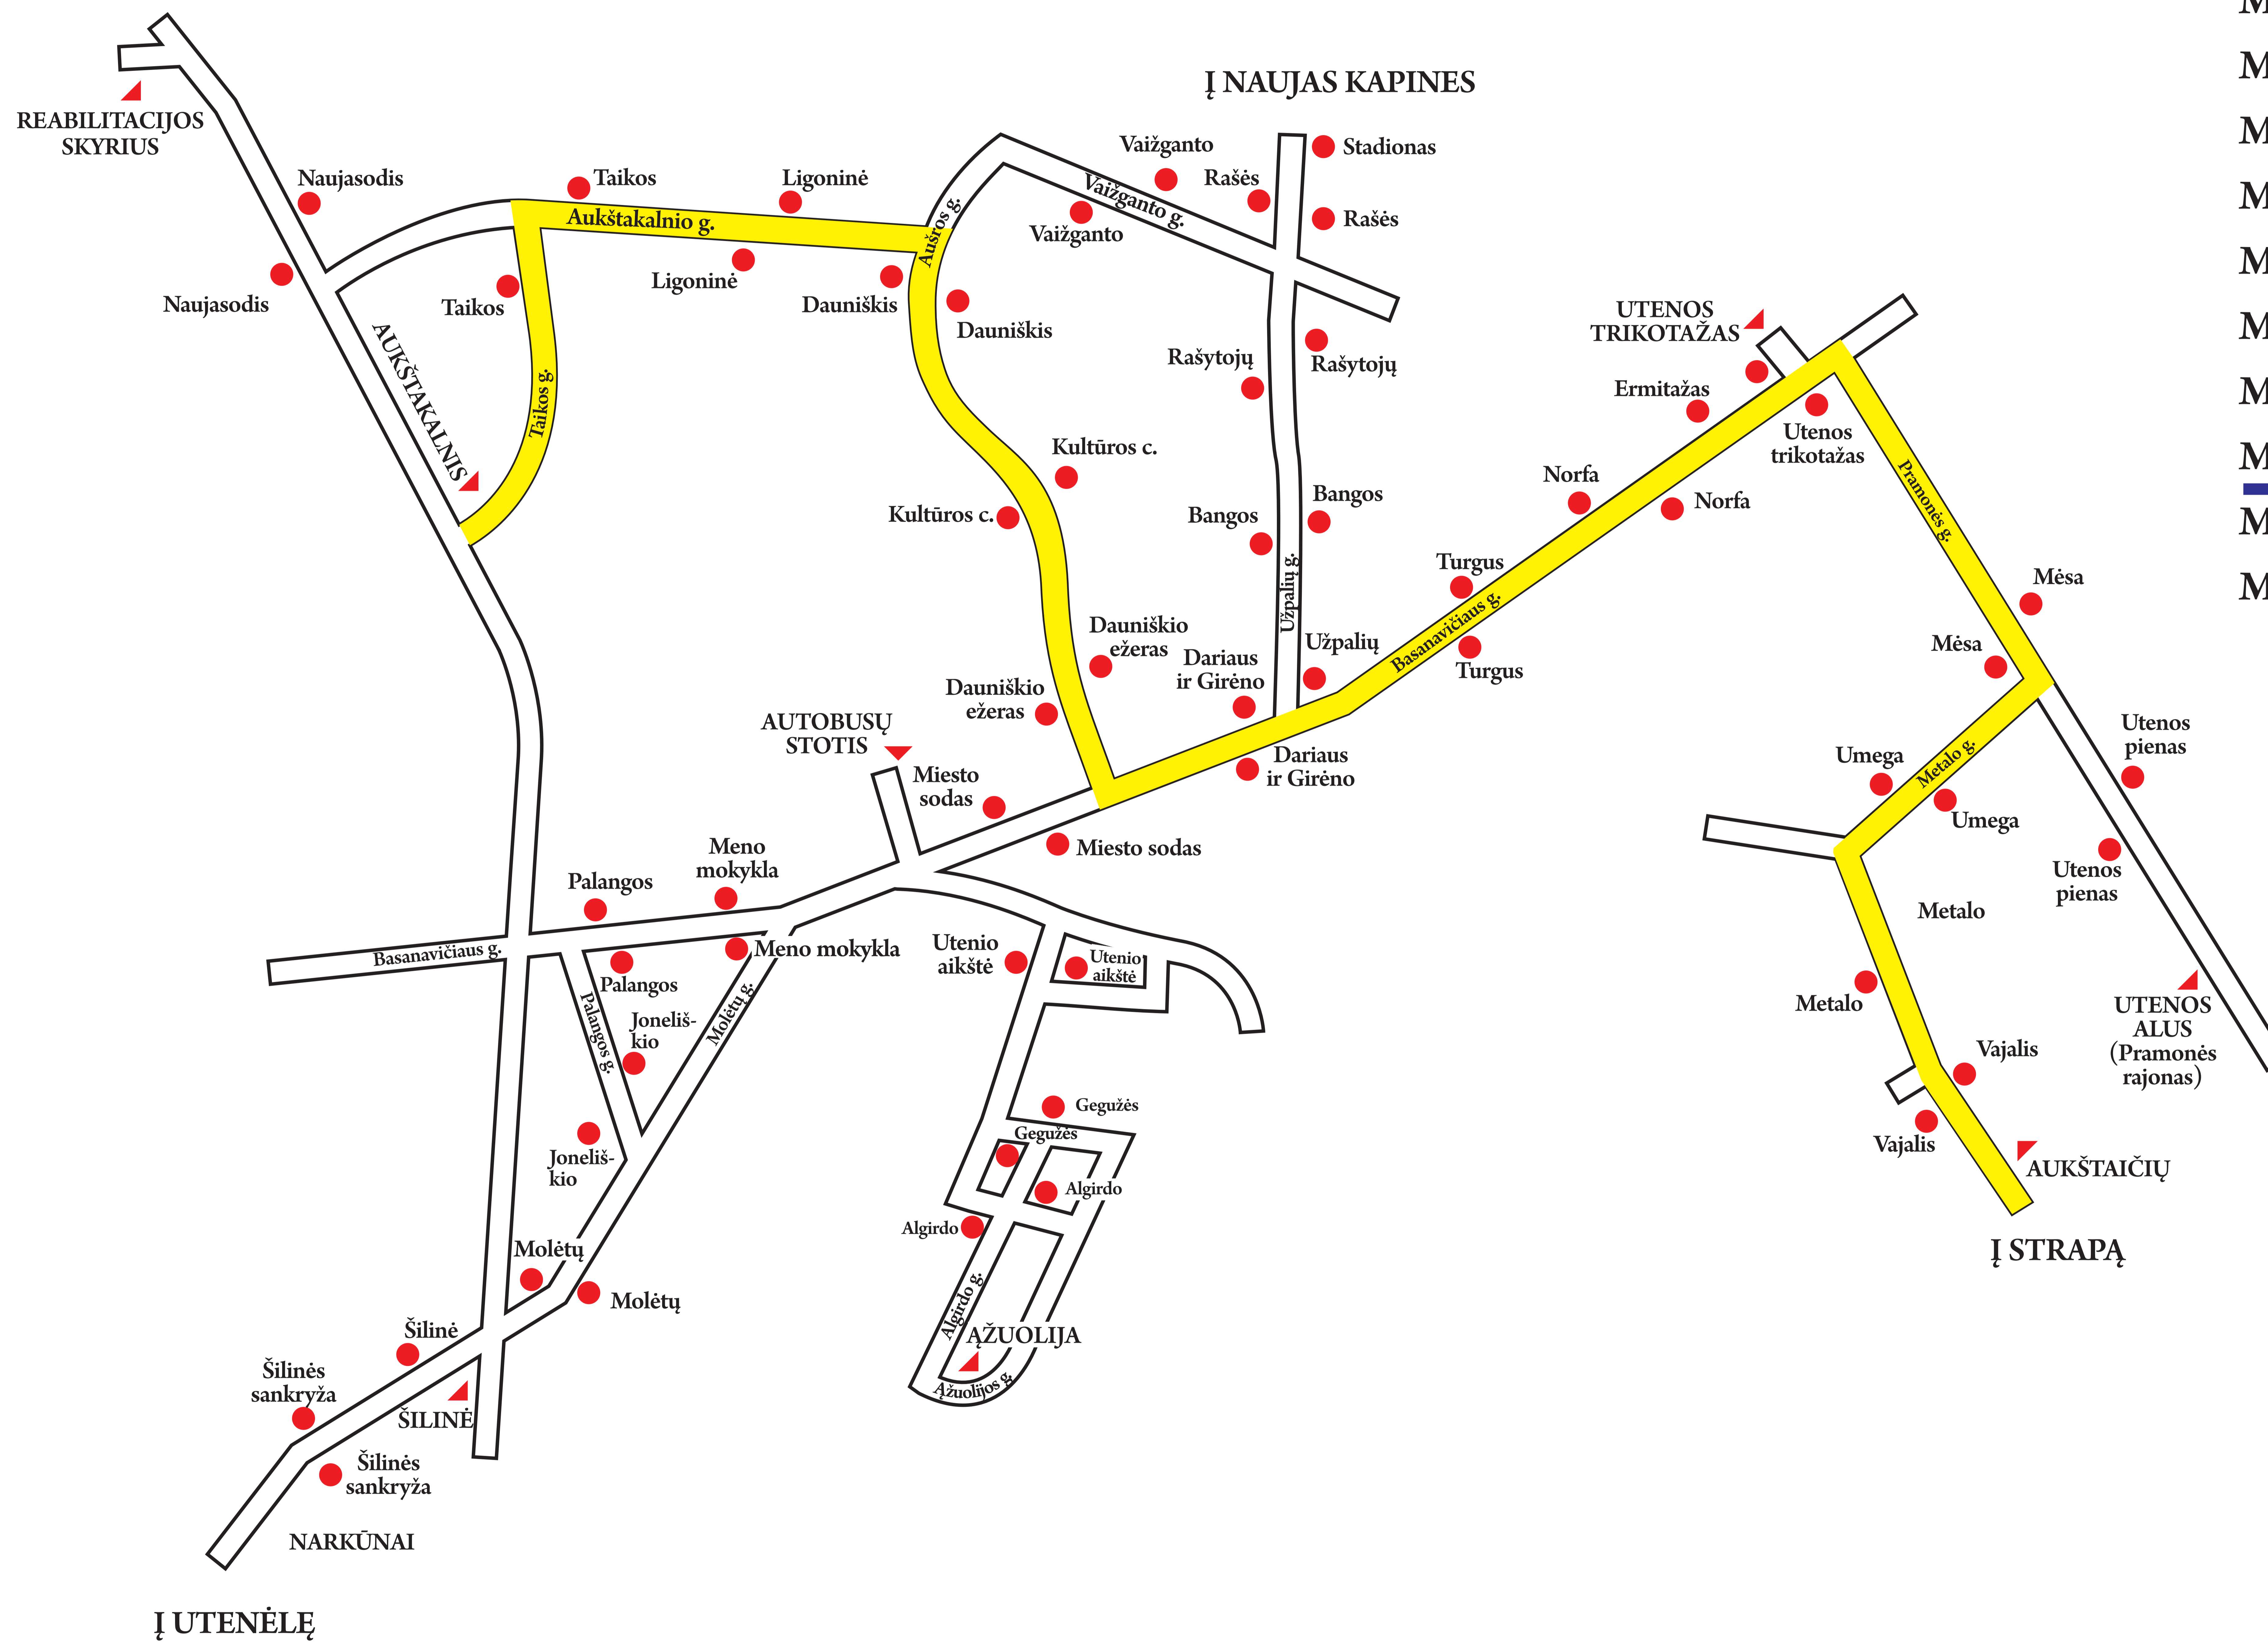 M
M
M
M
M
M
M
M
M
M
Į NAUJAS KAPINES
REABILITACIJOS
SKYRIUS
Naujasodis
Naujasodis
Taikos
Aukštakalnio g.
Taikos
Ligoninė
Ligoninė
Taikos g.
AUKŠTAKALNIS
Aušros g.
Dauniškis
Dauniškis
Vaižganto
Vaižganto
Vaižganto g.
Rašės
Stadionas
Rašės
Rašytojų
Rašytojų
Kultūros c.
Kultūros c.
Bangos
Bangos
Užpalių g.
Užpalių
Dauniškio
ežeras
Dauniškio
ežeras
Dariaus
ir Girėno
Dariaus
ir Girėno
Turgus
Basanavičiaus g.
Turgus
Norfa
Norfa
UTENOS
TRIKOTAŽAS
Ermitažas
Utenos
trikotažas
Pramonės g.
Mėsa
Mėsa
Utenos
pienas
Utenos
pienas
Umega
Metalo g.
Umega
Metalo
Metalo
Vajalis
Vajalis
UTENOS
ALUS
(Pramonės
rajonas)
AUKŠTAIČIŲ
Į STRAPĄ
AUTOBUSŲ
STOTIS
Miesto
sodas
Miesto sodas
Meno
mokykla
Meno mokykla
Palangos
Palangos
Basanavičiaus g.
Palangos g.
Joneliš-
kio
Joneliš-
kio
Molėtų g.
Utenio
aikštė
Utenio
aikštė
Gegužės
Gegužės
Algirdo
Algirdo
Algirdo g.
ĄŽUOLIJA
Ąžuolijos g.
Molėtų
Molėtų
Šilinė
Šilinės
sankryža
ŠILINĖ
Šilinės
sankryža
NARKŪNAI
Į UTENĖLĘ